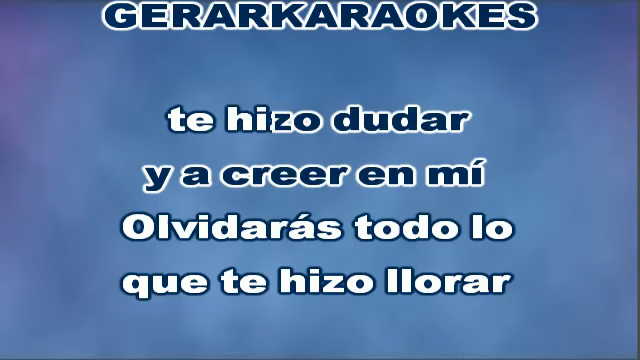 GERARKARAOKES
te hizo dudar
y a creer en mí
Olvidarás todo lo
que te hizo llorar